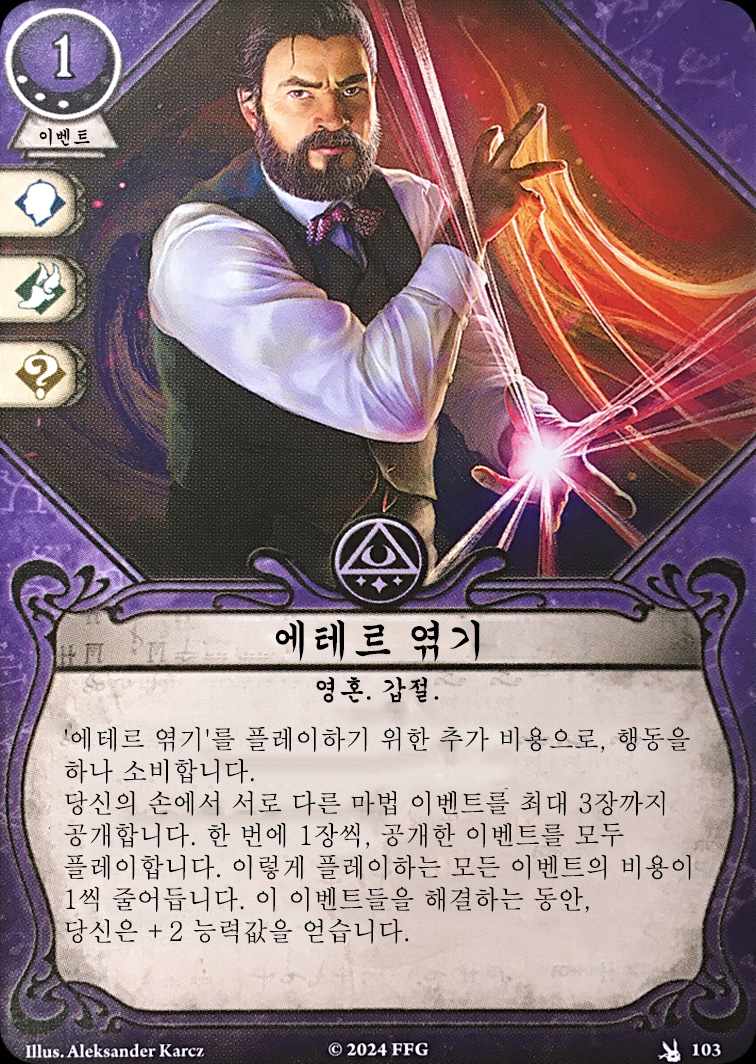 1
이벤트
에테르 엮기
영혼. 갑절.
'에테르 엮기'를 플레이하기 위한 추가 비용으로, 행동을
하나 소비합니다.
당신의 손에서 서로 다른 마법 이벤트를 최대 3장까지
공개합니다. 한 번에 1장씩, 공개한 이벤트를 모두
플레이합니다. 이렇게 플레이하는 모든 이벤트의 비용이
1씩 줄어듭니다. 이 이벤트들을 해결하는 동안,
당신은 +2 능력값을 얻습니다.
Illus. Aleksander Karcz
© 2024 FFG
103